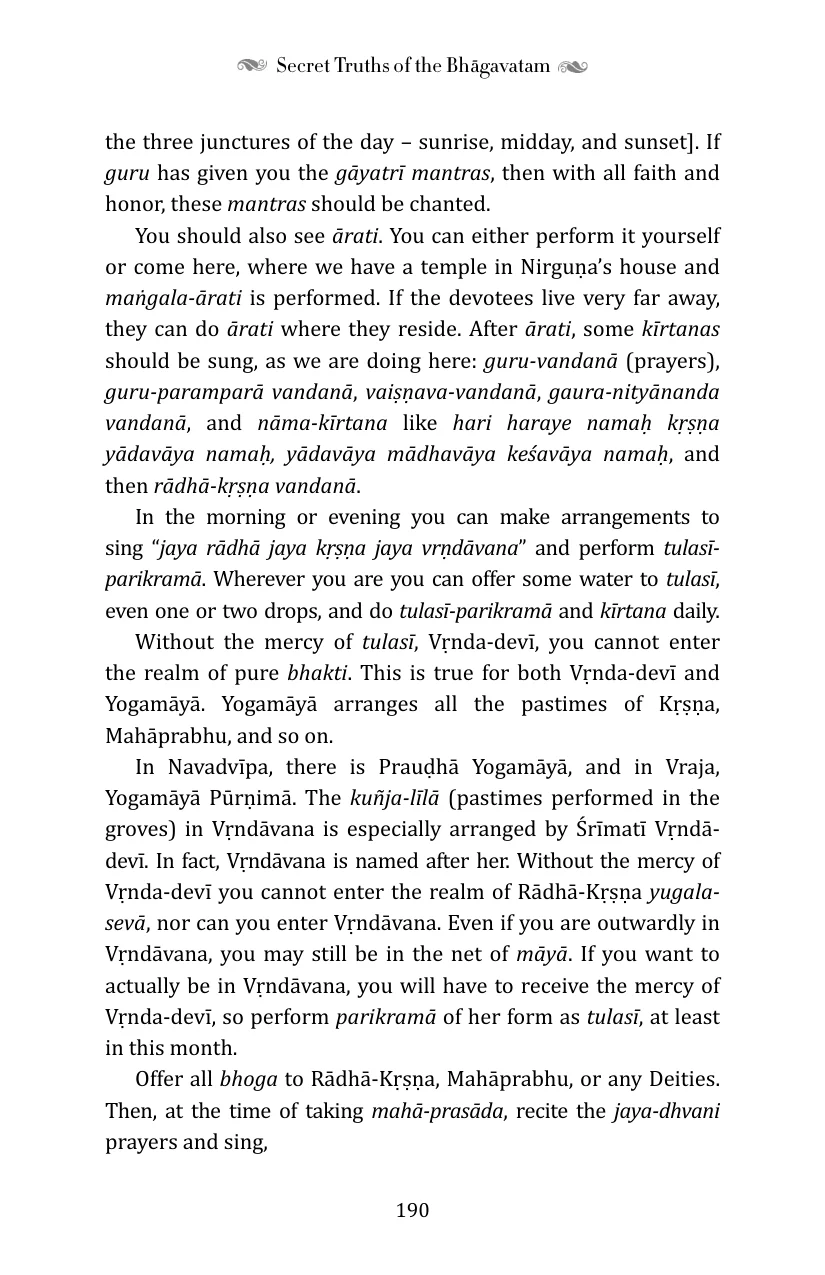 Secret Truths of the Bhāgavatam
the three junctures of the day – sunrise, midday, and sunset]. If
guru has given you the gāyatrī mantras, then with all faith and
honor, these mantras should be chanted.
You should also see ārati. You can either perform it yourself
or come here, where we have a temple in Nirguṇa’s house and
maṅgala-ārati is performed. If the devotees live very far away,
they can do ārati where they reside. After ārati, some kīrtanas
should be sung, as we are doing here: guru-vandanā (prayers),
guru-paramparā vandanā, vaiṣṇava-vandanā, gaura-nityānanda
vandanā, and nāma-kīrtana like hari haraye namaḥ kṛṣṇa
yādavāya namaḥ, yādavāya mādhavāya keśavāya namaḥ, and
then rādhā-kṛṣṇa vandanā.
In the morning or evening you can make arrangements to
sing “jaya rādhā jaya kṛṣṇa jaya vrṇdāvana” and perform tulasī-
parikramā. Wherever you are you can offer some water to tulasī,
even one or two drops, and do tulasī-parikramā and kīrtana daily.
Without the mercy of tulasī, Vṛnda-devī, you cannot enter
the realm of pure bhakti. This is true for both Vṛnda-devī and
Yogamāyā. Yogamāyā arranges all the pastimes of Kṛṣṇa,
Mahāprabhu, and so on.
In Navadvīpa, there is Prauḍhā Yogamāyā, and in Vraja,
Yogamāyā Pūrṇimā. The kuñja-līlā (pastimes performed in the
groves) in Vṛndāvana is especially arranged by Śrīmatī Vṛndā-
devī. In fact, Vṛndāvana is named after her. Without the mercy of
Vṛnda-devī you cannot enter the realm of Rādhā-Kṛṣṇa yugala-
sevā, nor can you enter Vṛndāvana. Even if you are outwardly in
Vṛndāvana, you may still be in the net of māyā. If you want to
actually be in Vṛndāvana, you will have to receive the mercy of
Vṛnda-devī, so perform parikramā of her form as tulasī, at least
in this month.
Offer all bhoga to Rādhā-Kṛṣṇa, Mahāprabhu, or any Deities.
Then, at the time of taking mahā-prasāda, recite the jaya-dhvani
prayers and sing,
190